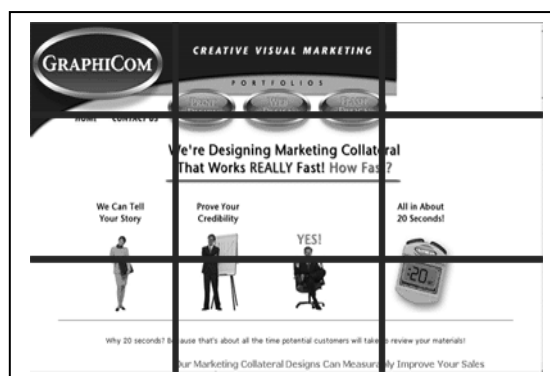 GRAPHICOM
CREATIVE VISUAL MARKETING
PORTFOLIOS
PRINT WEB FLASH
HOME CONTACT US
We're Designing Marketing Collateral
That Works REALLY Fast! How Fast?
We Can Tell
Your Story
Prove Your
Credibility
YES!
All in About
20 Seconds!
:20
Why 20 seconds? Because that's about all the time potential customers will take to review your materials!
Our Marketing Collateral Designs Can Measurably Improve Your Sales